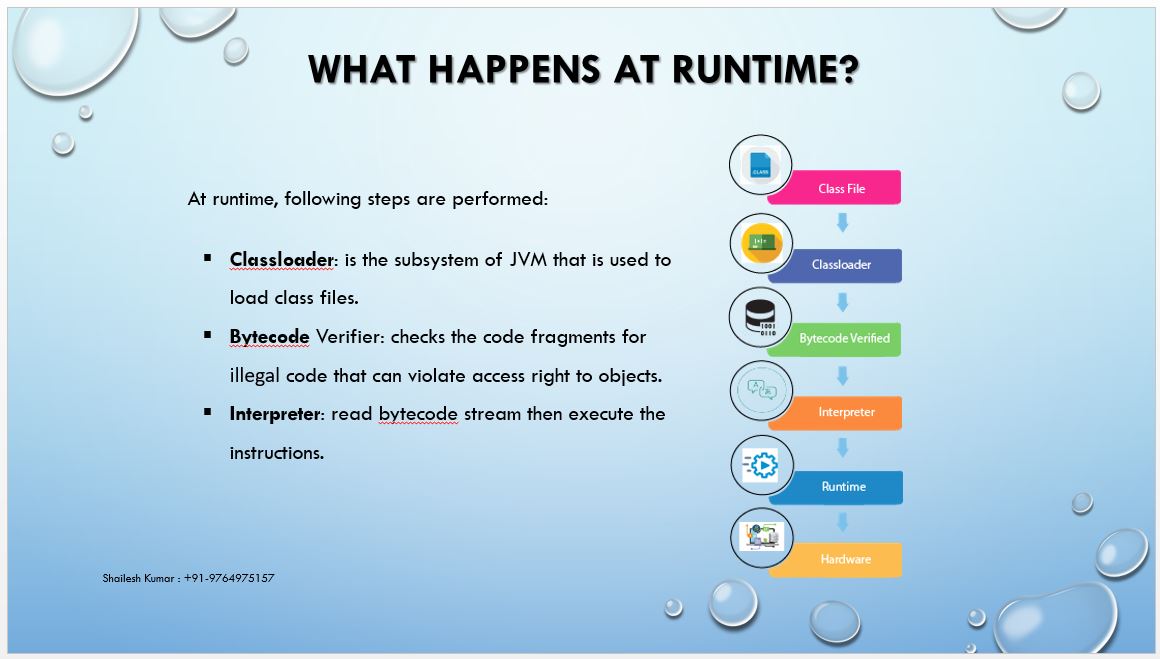 WHAT HAPPENS AT RUNTIME?
At runtime, following steps are performed:
▪ Classloader: is the subsystem of JVM that is used to
load class files.
▪ Bytecode Verifier: checks the code fragments for
illegal code that can violate access right to objects.
▪ Interpreter: read bytecode stream then execute the
instructions.
.CLASS
Class File
Classloader
Bytecode Verified
1001
0110
Interpreter
A
Runtime
Hardware
Shailesh Kumar : +91-9764975157